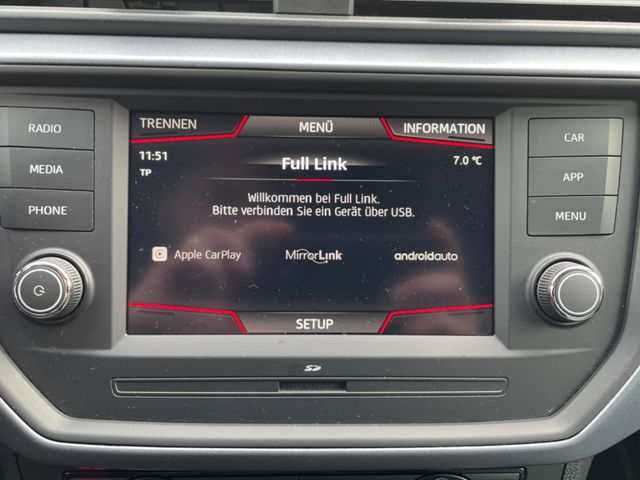 TRENNEN
MENÜ
INFORMATION
RADIO
MEDIA
PHONE
11:51
TP
Full Link
7.0 °C
Willkommen bei Full Link.
Bitte verbinden Sie ein Gerät über USB.
Apple CarPlay
MirrorLink
androidauto
SETUP
CAR
APP
MENU
SD